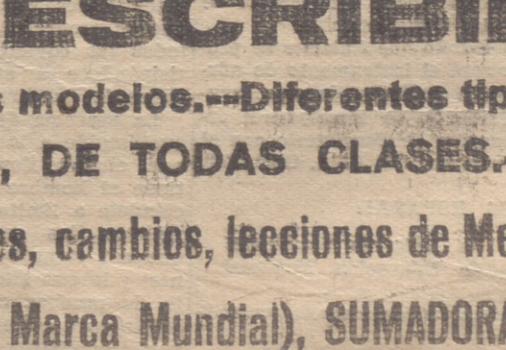 ESCRIBI
s modelos.--Diferentes tip
, DE TODAS CLASES.
es, cambios, lecciones de Me
Marca Mundial), SUMADORA